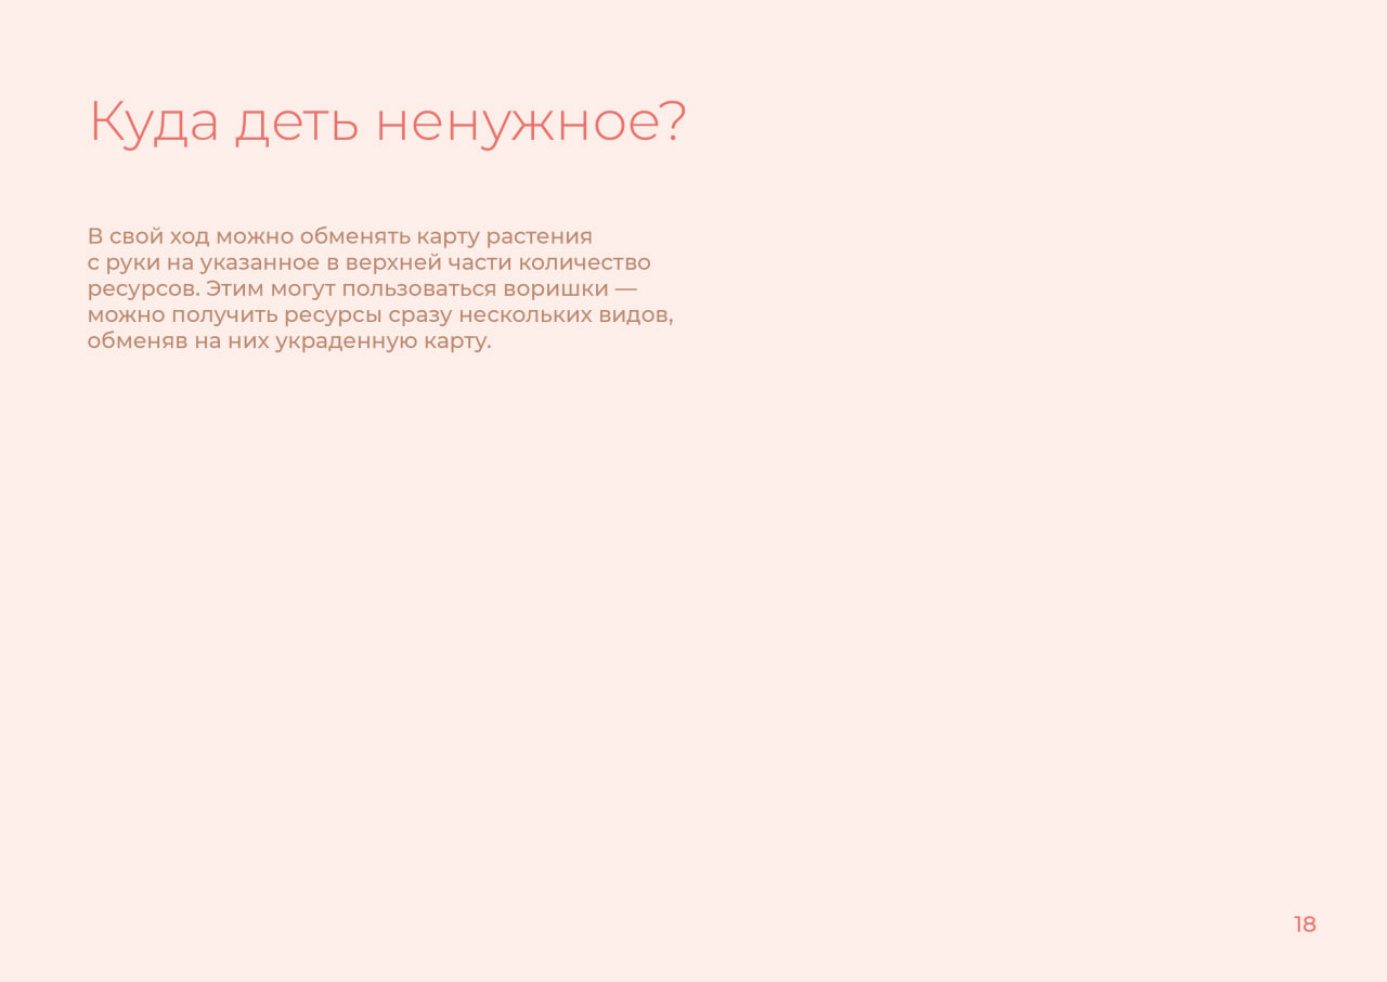 Куда деть ненужное?
В свой ход можно обменять карту растения
с руки на указанное в верхней части количество
ресурсов. Этим могут пользоваться воришки —
можно получить ресурсы сразу нескольких видов,
обменяв на них украденную карту.
18